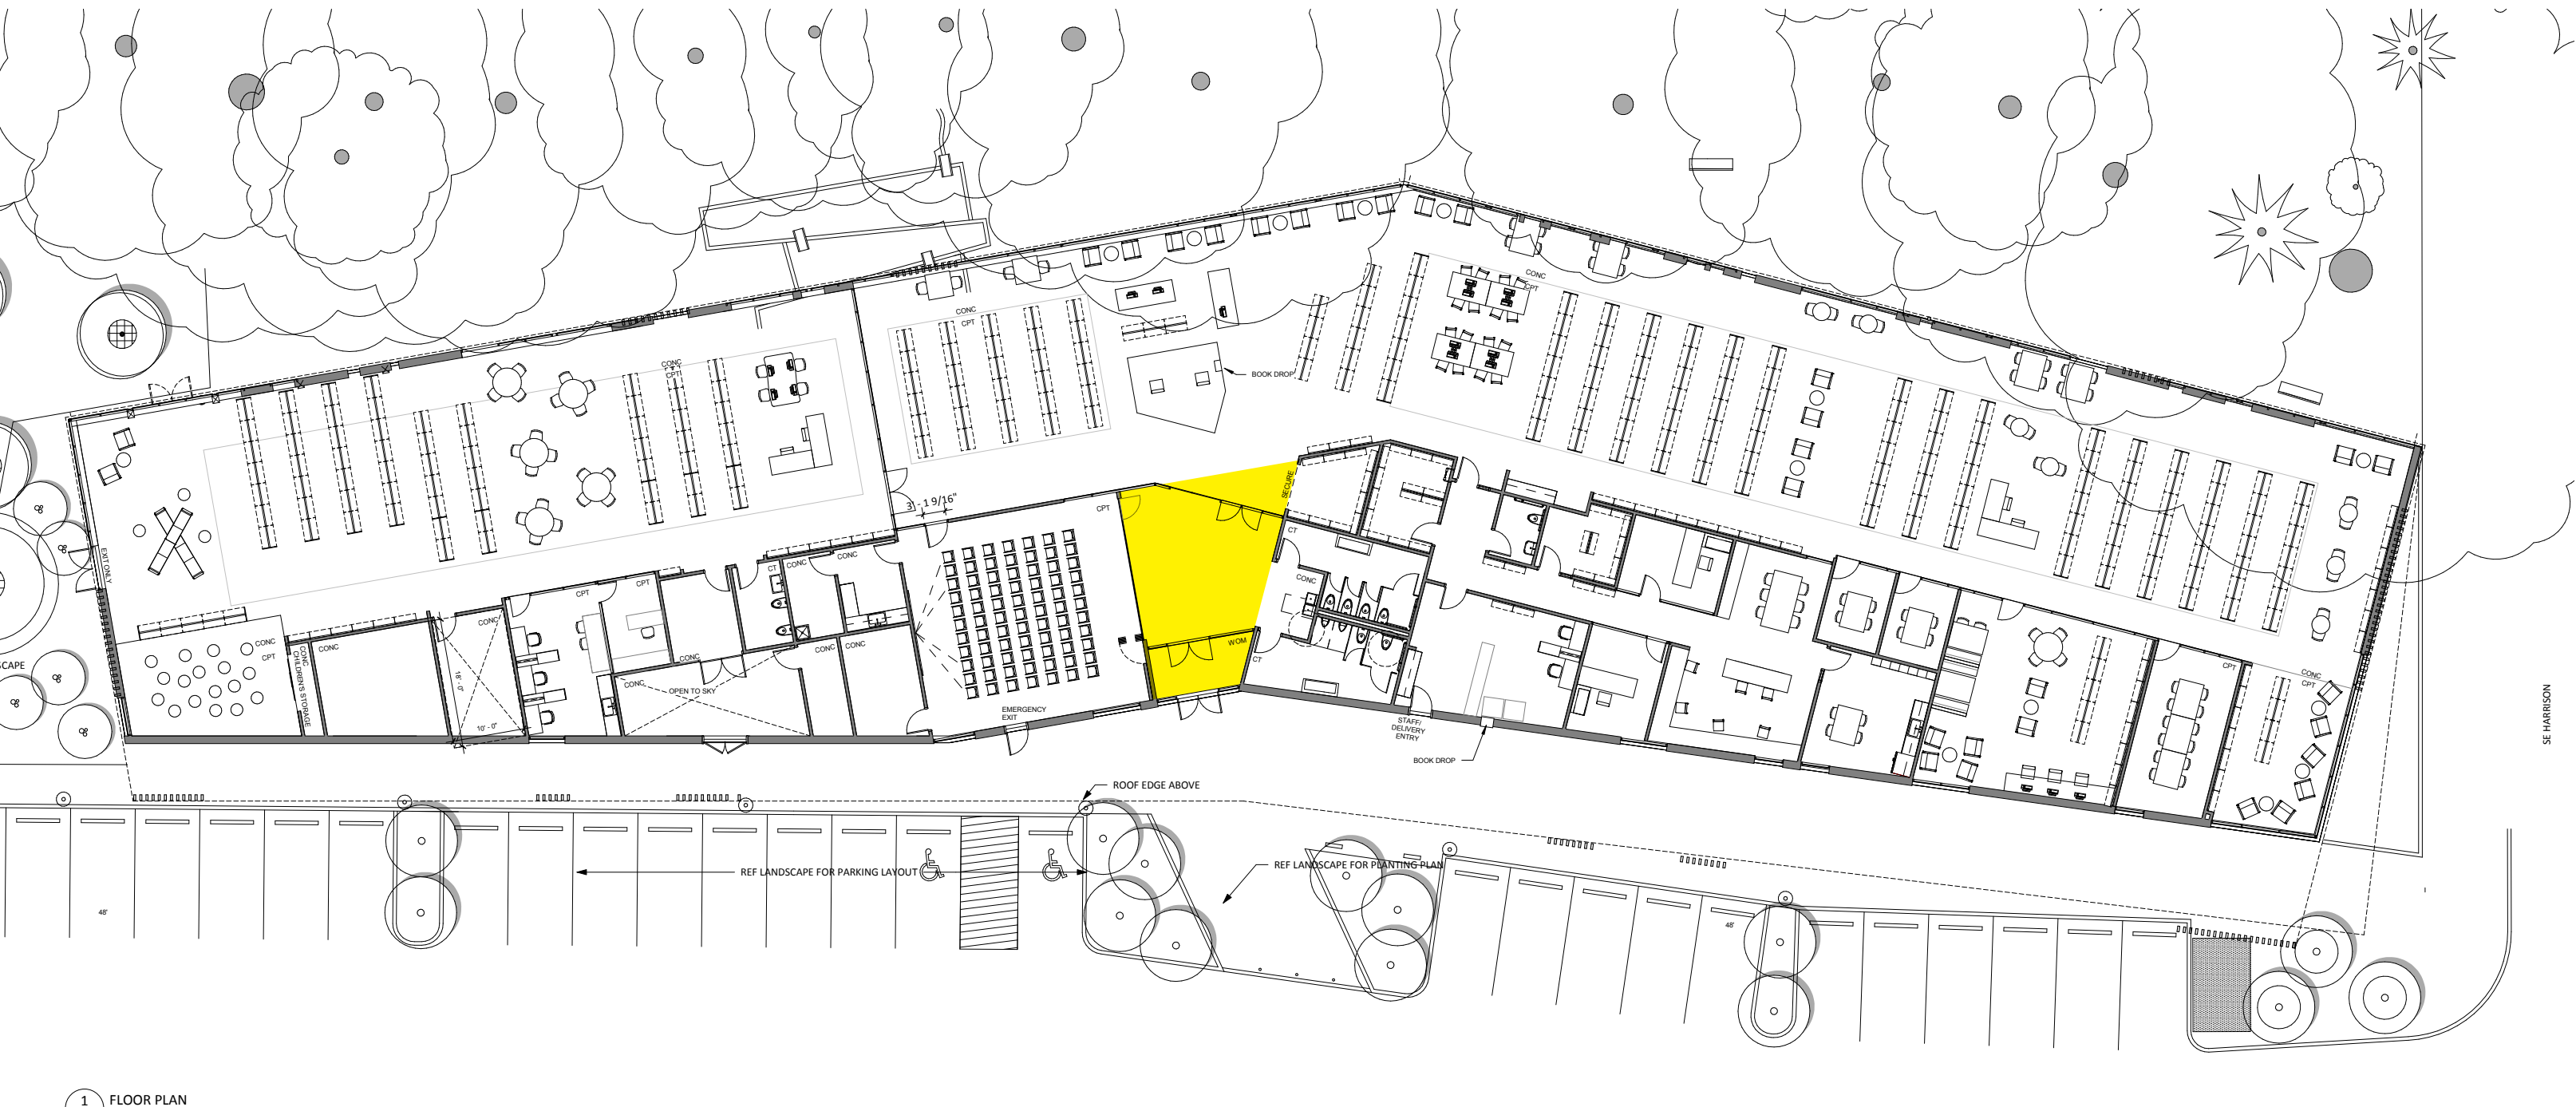 CONC
CPT
CONC
CPT
CONC
CPT
BOOK DROP
SECURE
3' - 1 9/16"
CPT
EXIT ONLY
CT
CONC
CONC
CPT
CPT
CONC
CONC
CPT
CONC
CHILDREN'S STORAGE
CONC
18' - 0"
10' - 0"
CONC
CONC
OPEN TO SKY
CONC
CONC
EMERGENCY
EXIT
WOM
CT
CONC
CT
STAFF/
DELIVERY
ENTRY
BOOK DROP
CPT
CONC
CPT
SCAPE
SE HARRISON
ROOF EDGE ABOVE
REF LANDSCAPE FOR PARKING LAYOUT
REF LANDSCAPE FOR PLANTING PLAN
48'
48'
1
FLOOR PLAN